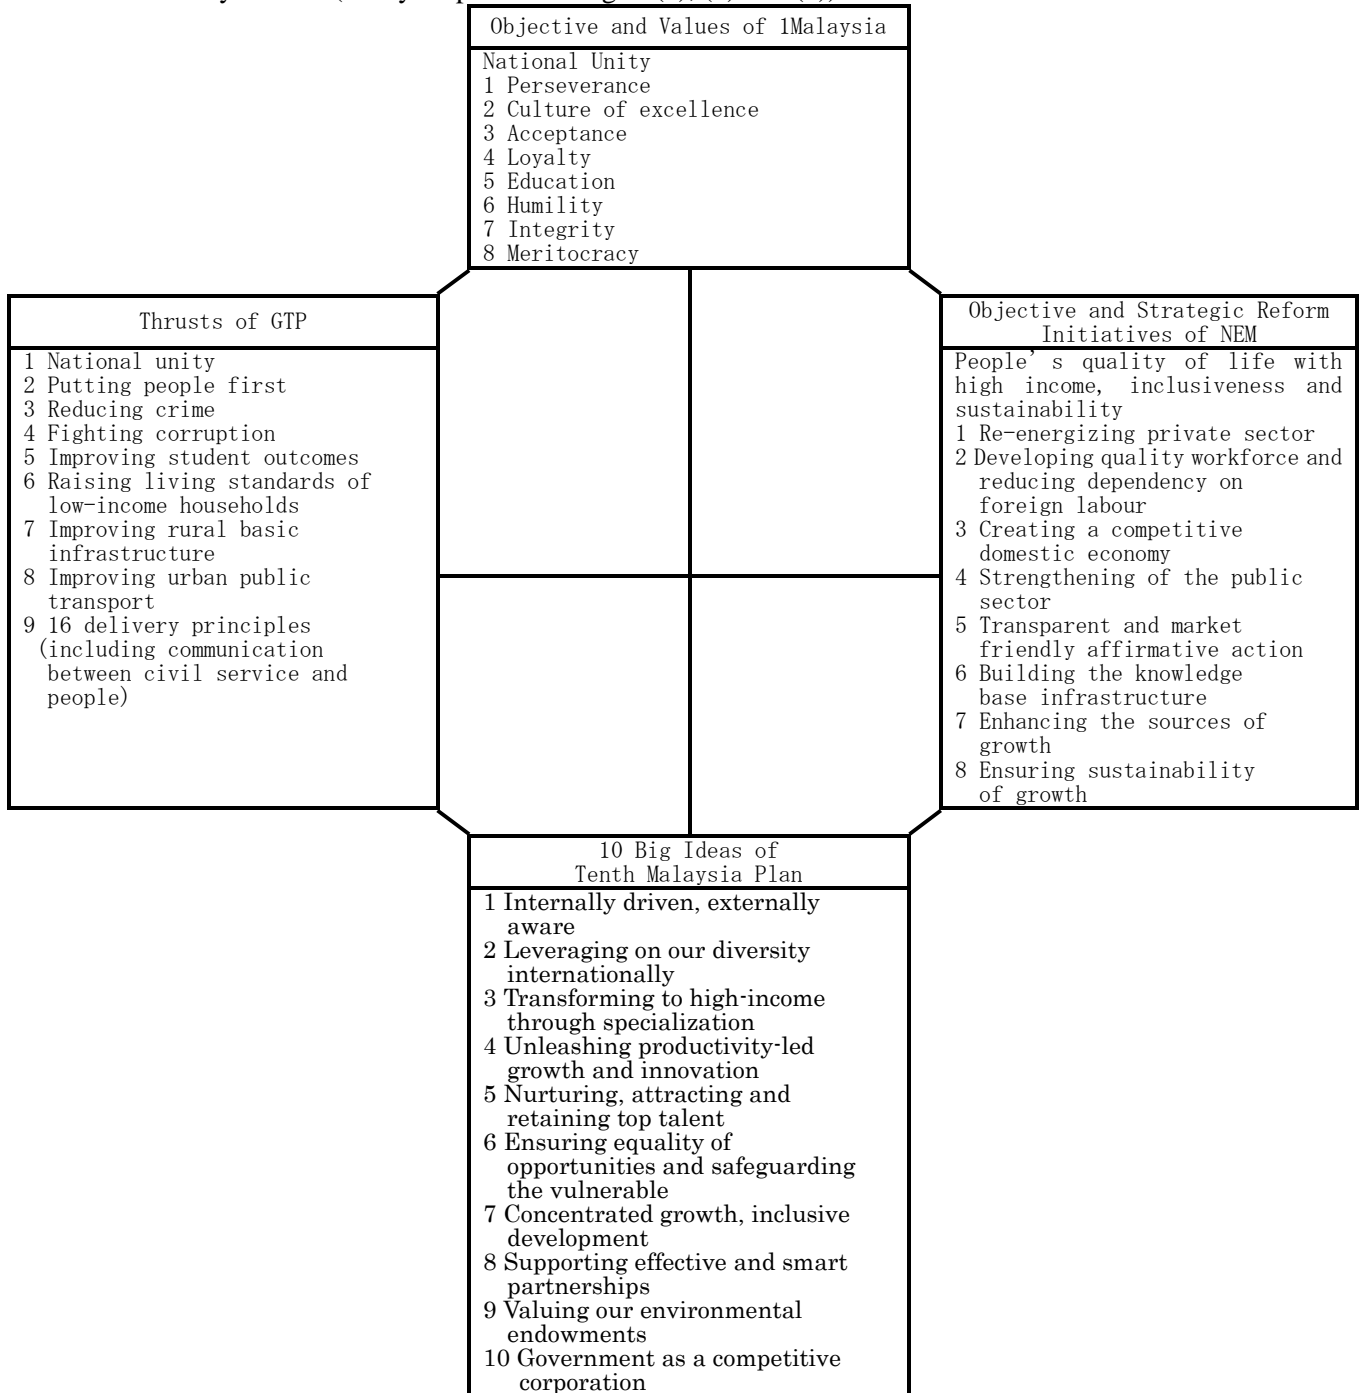 Objective and Values of 1Malaysia
National Unity
1 Perseverance
2 Culture of excellence
3 Acceptance
4 Loyalty
5 Education
6 Humility
7 Integrity
8 Meritocracy
Thrusts of GTP
1 National unity
2 Putting people first
3 Reducing crime
4 Fighting corruption
5 Improving student outcomes
6 Raising living standards of
low-income households
7 Improving rural basic
infrastructure
8 Improving urban public
transport
9 16 delivery principles
(including communication
between civil service and
people)
Objective and Strategic Reform
Initiatives of NEM
People’s quality of life with
high income, inclusiveness and
sustainability
1 Re-energizing private sector
2 Developing quality workforce and
reducing dependency on
foreign labour
3 Creating a competitive
domestic economy
4 Strengthening of the public
sector
5 Transparent and market
friendly affirmative action
6 Building the knowledge
base infrastructure
7 Enhancing the sources of
growth
8 Ensuring sustainability
of growth
10 Big Ideas of
Tenth Malaysia Plan
1 Internally driven, externally
aware
2 Leveraging on our diversity
internationally
3 Transforming to high-income
through specialization
4 Unleashing productivity-led
growth and innovation
5 Nurturing, attracting and
retaining top talent
6 Ensuring equality of
opportunities and safeguarding
the vulnerable
7 Concentrated growth, inclusive
development
8 Supporting effective and smart
partnerships
9 Valuing our environmental
endowments
10 Government as a competitive
corporation